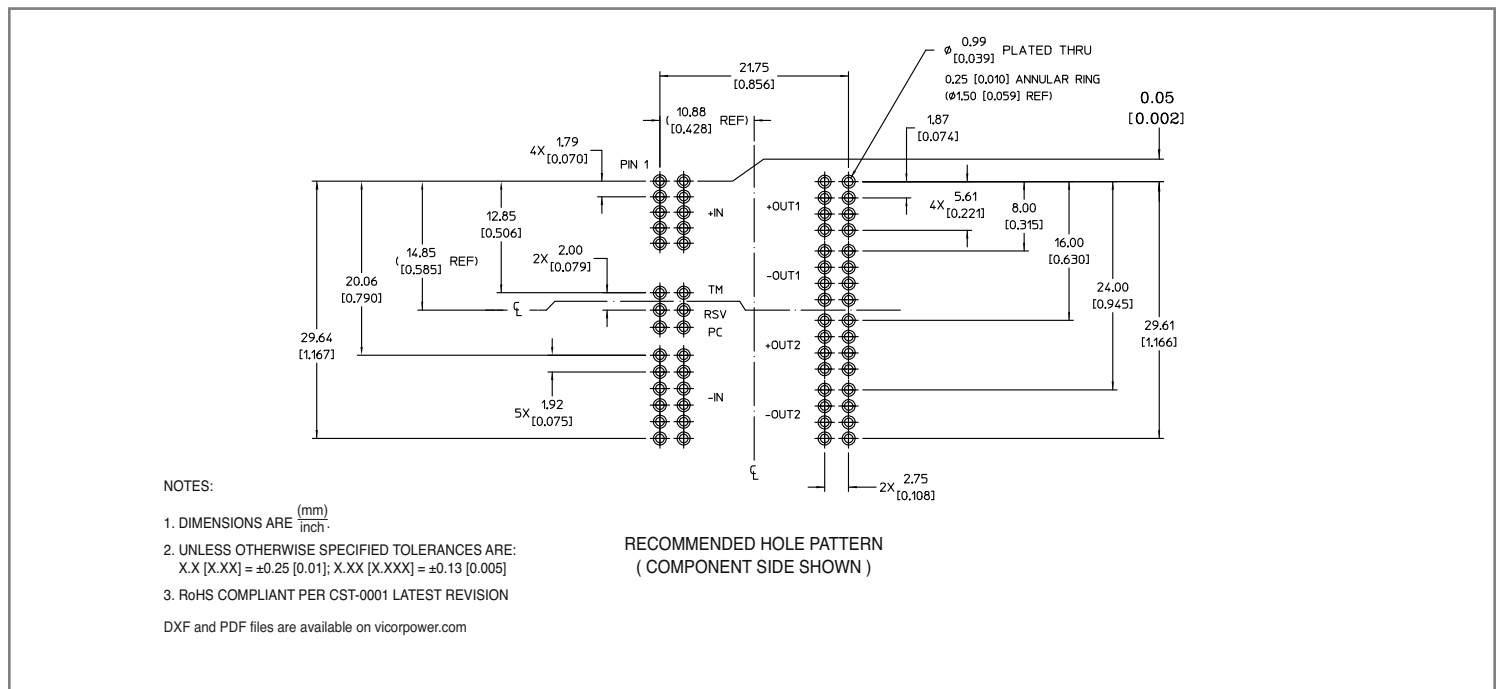 0.99
ø [0.039] PLATED THRU
0.25 [0.010] ANNULAR RING
(ø1.50 [0.059] REF)
21.75
[0.856]
10.88
( [0.428] REF)
0.05
[0.002]
1.87
[0.074]
1.79
4X [0.070]
PIN 1
+IN
+OUT1
5.61
4X [0.221]
8.00
[0.315]
12.85
[0.506]
16.00
[0.630]
14.85
( [0.585] REF)
2.00
2X [0.079]
-OUT1
20.06
[0.790]
TM
24.00
[0.945]
℄
RSV
PC
29.64
[1.167]
+OUT2
29.61
[1.166]
1.92
5X [0.075]
-IN
-OUT2
℄
2.75
2X [0.108]
NOTES:
1. DIMENSIONS ARE (mm)
inch .
2. UNLESS OTHERWISE SPECIFIED TOLERANCES ARE:
X.X [X.XX] = ±0.25 [0.01]; X.XX [X.XXX] = ±0.13 [0.005]
3. RoHS COMPLIANT PER CST-0001 LATEST REVISION
DXF and PDF files are available on vicorpower.com
RECOMMENDED HOLE PATTERN
( COMPONENT SIDE SHOWN )